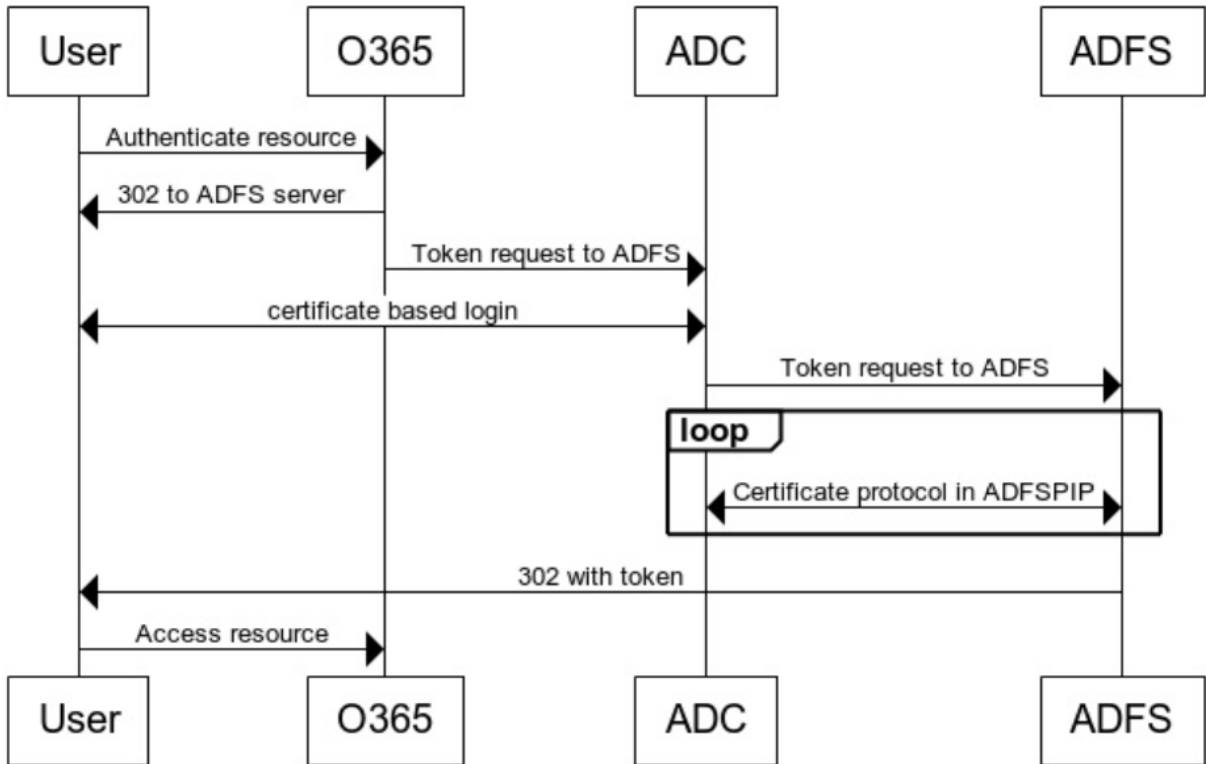 User O365 ADC ADFS
Authenticate resource
302 to ADFS server
Token request to ADFS
certificate based login
Token request to ADFS
loop
Certificate protocol in ADFSPIP
302 with token
Access resource
User O365 ADC ADFS